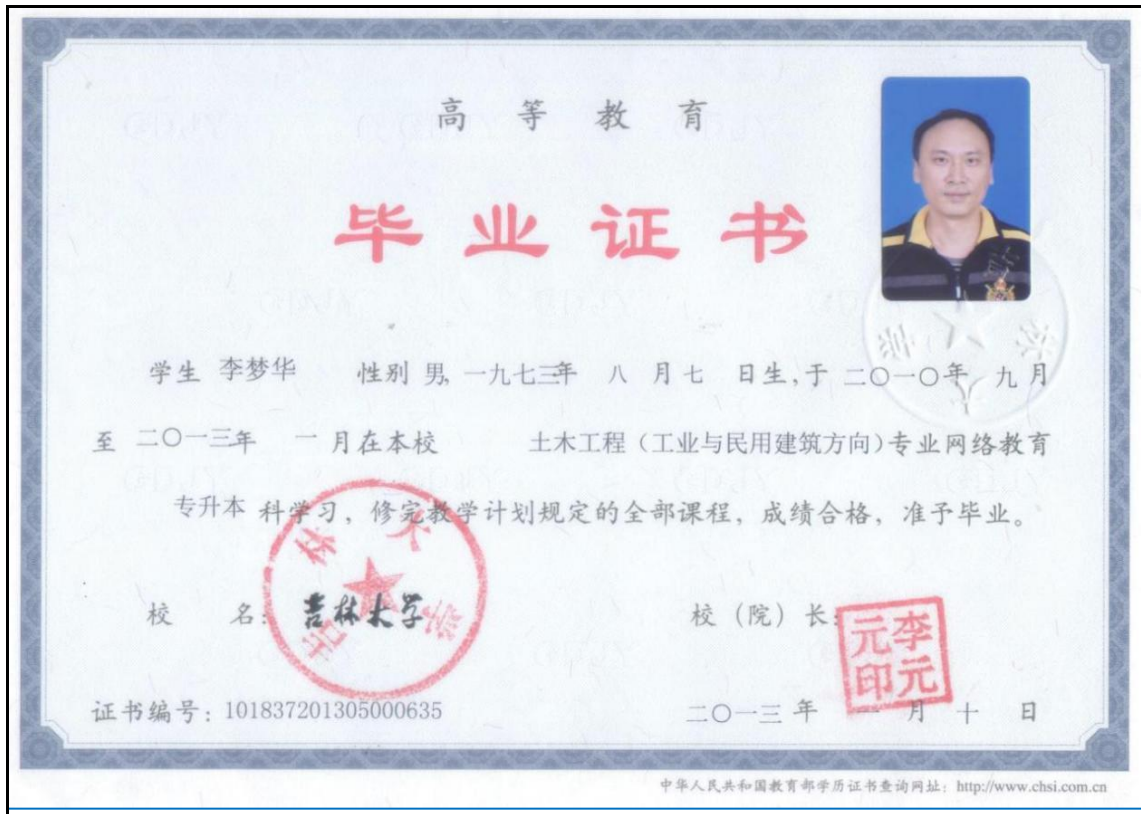 高等教育
毕业证书
学生 李梦华 性别 男, 一九七三年 八 月 七 日生,于 二〇一〇年 九 月
至 二〇一三年 一 月在本校 土木工程（工业与民用建筑方向）专业网络教育
专升本 科学习，修完教学计划规定的全部课程，成绩合格，准予毕业。
校 名：吉林大学
吉林大学
校（院）长：
李元元印
证书编号：101837201305000635
二〇一三 年 一 月 十 日
中华人民共和国教育部学历证书查询网址：http://www.chsi.com.cn